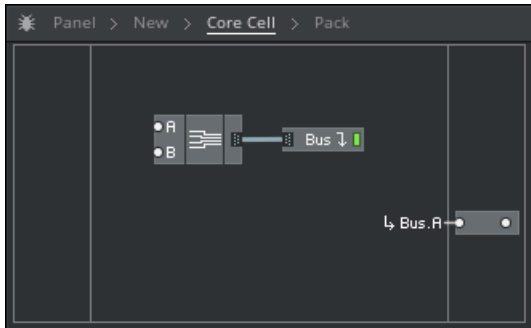 Panel > New > Core Cell > Pack
A
B
Bus
Bus.A